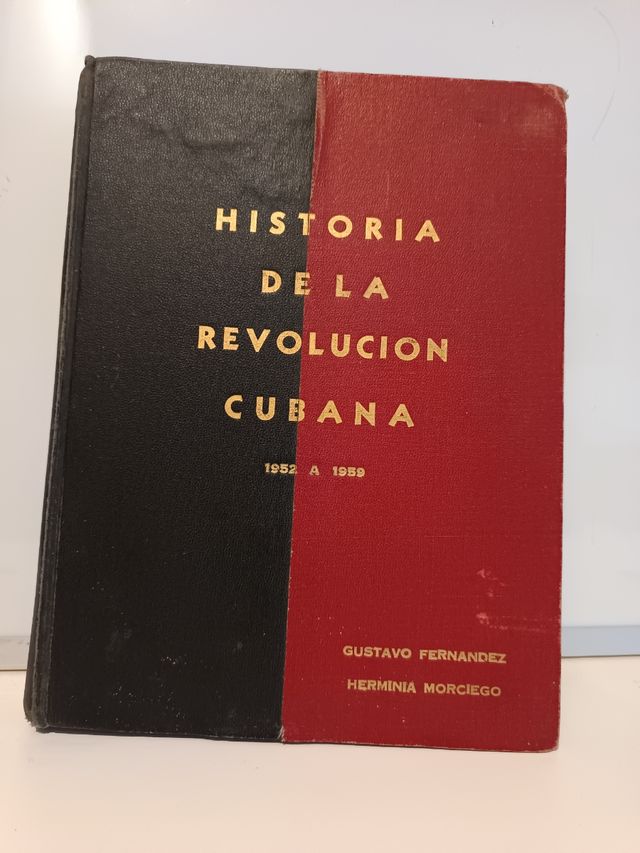 HISTORIA
DE LA
REVOLUCION
CUBANA
1952 A 1959
GUSTAVO FERNANDEZ
HERMINIA MORCIEGO